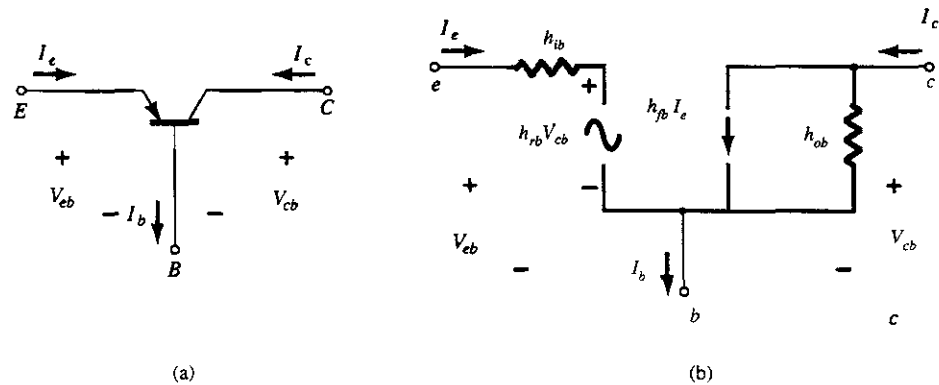 I_e
I_c
E
C
+
+
V_eb
V_cb
−
−
I_b
B
(a)
I_e
h_ib
I_c
e
c
+
h_rb V_cb
h_fb I_e
h_ob
−
+
+
V_eb
V_cb
−
−
I_b
b
c
(b)